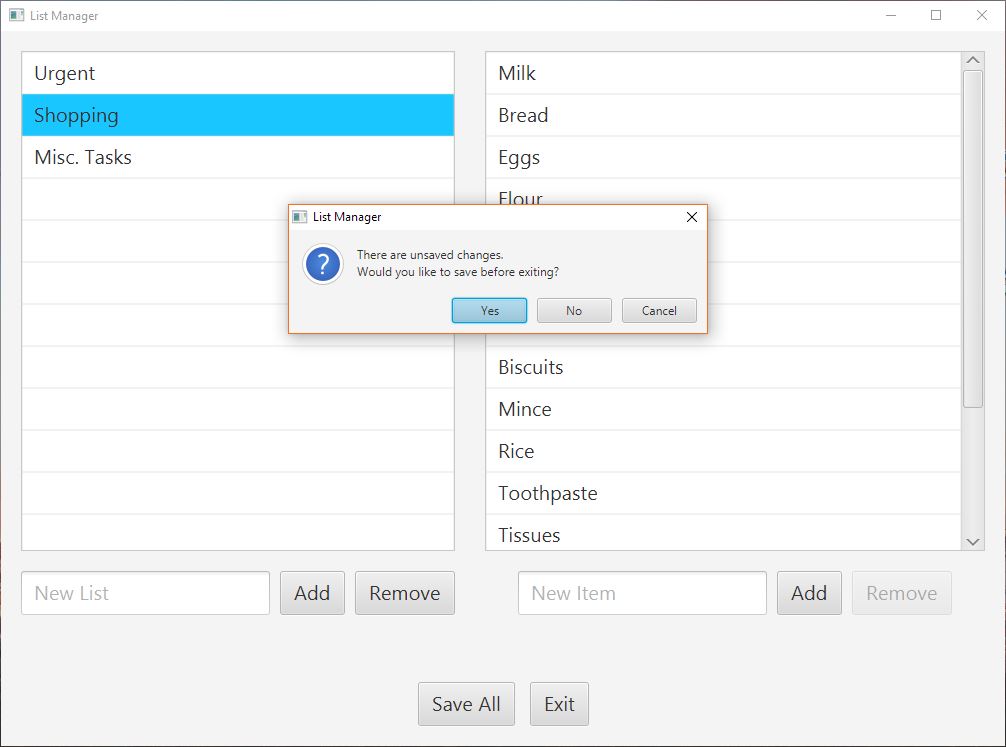 List Manager
Urgent
Shopping
Misc. Tasks
Milk
Bread
Eggs
Flour
List Manager
There are unsaved changes.
Would you like to save before exiting?
Yes
No
Cancel
Biscuits
Mince
Rice
Toothpaste
Tissues
New List
Add
Remove
New Item
Add
Remove
Save All
Exit